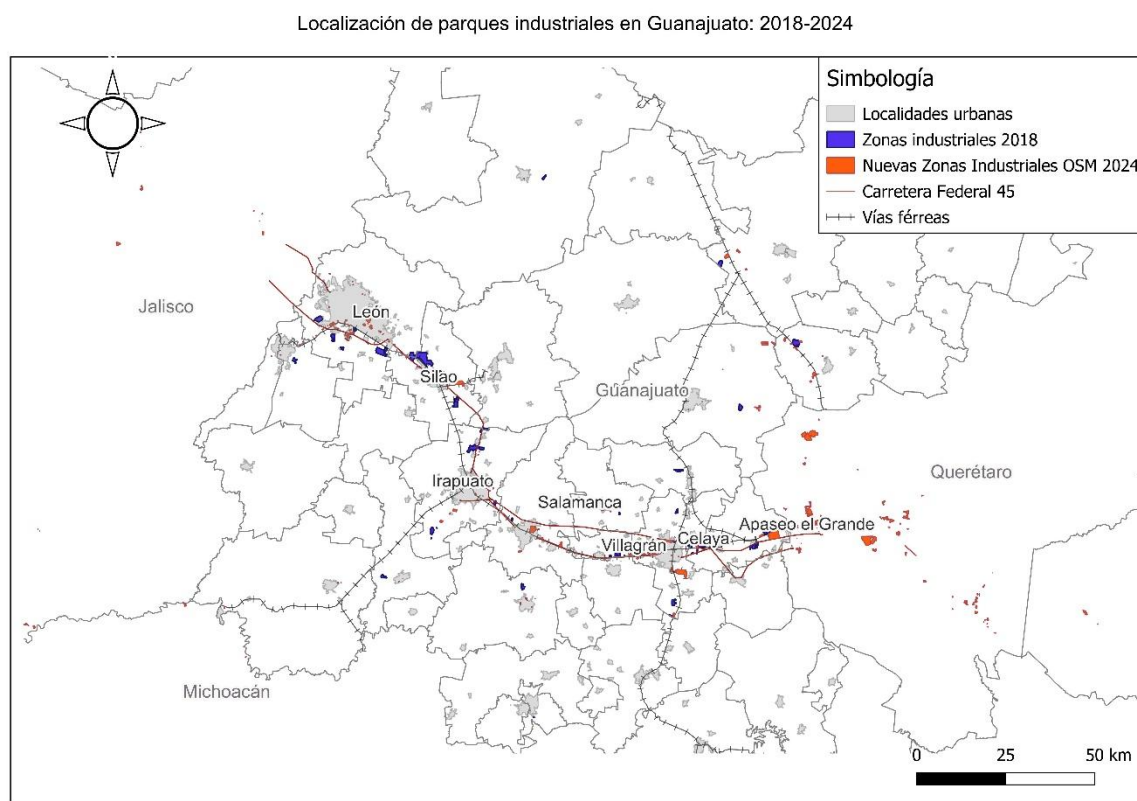 Localización de parques industriales en Guanajuato: 2018-2024
Simbología
Localidades urbanas
Zonas industriales 2018
Nuevas Zonas Industriales OSM 2024
Carretera Federal 45
Vías férreas
Jalisco
León
Silao
Guanajuato
Querétaro
Irapuato
Salamanca
Apaseo el Grande
Villagrán
Celaya
Michoacán
0 25 50 km